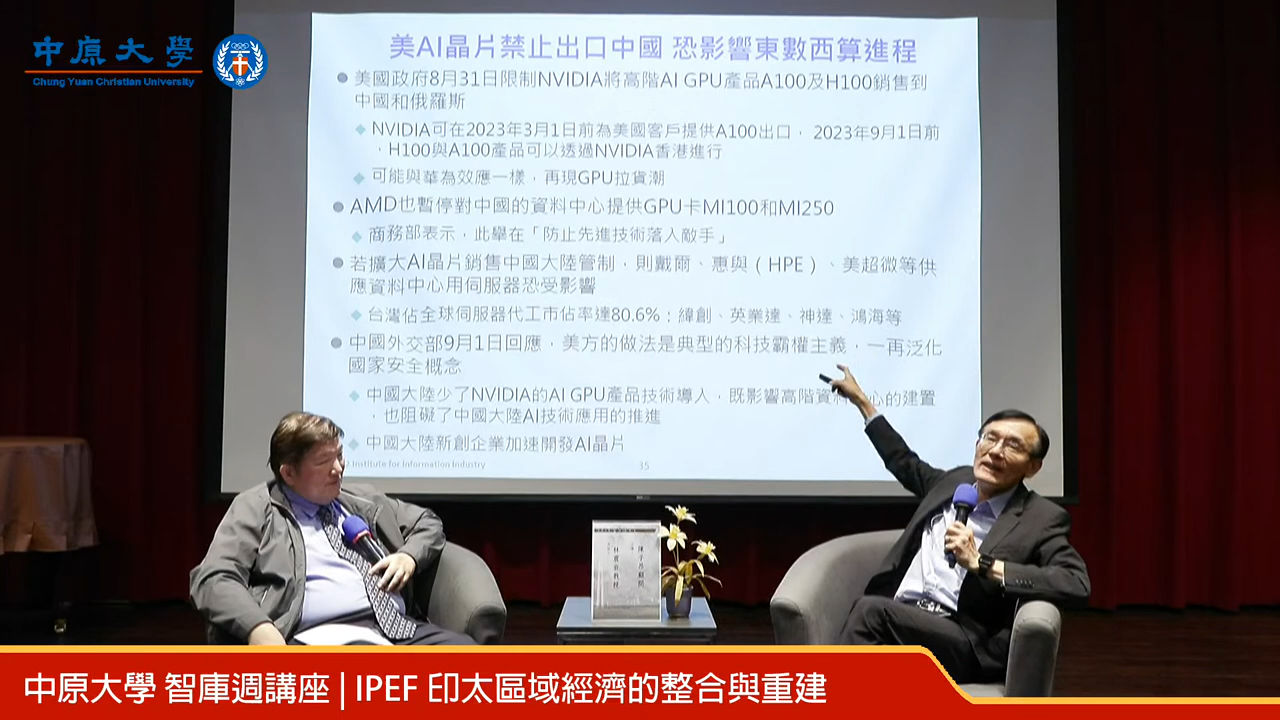 中原大學
Chung Yuan Christian University
美AI晶片禁止出口中國 恐影響東數西算進程
美國政府8月31日限制NVIDIA將高階AI GPU產品A100及H100銷售到
中國和俄羅斯
NVIDIA可在2023年3月1日前為美國客戶提供A100出口， 2023年9月1日前
，H100與A100產品可以透過NVIDIA香港進行
可能與華為效應一樣，再現GPU拉貨潮
AMD也暫停對中國的資料中心提供GPU卡MI100和MI250
商務部表示，此舉在「防止先進技術落入敵手」
若擴大AI晶片銷售中國大陸管制，則戴爾、惠與（HPE）、美超微等供
應資料中心用伺服器恐受影響
台灣佔全球伺服器代工市佔率達80.6%：緯創、英業達、神達、鴻海等
中國外交部9月1日回應，美方的做法是典型的科技霸權主義，一再泛化
國家安全概念
中國大陸少了NVIDIA的AI GPU產品技術導入，既影響高階資料 心的建置
，也阻礙了中國大陸AI技術應用的推進
中國大陸新創企業加速開發AI晶片
Institute for Information Industry
35
中原大學 智庫週講座 | IPEF 印太區域經濟的整合與重建